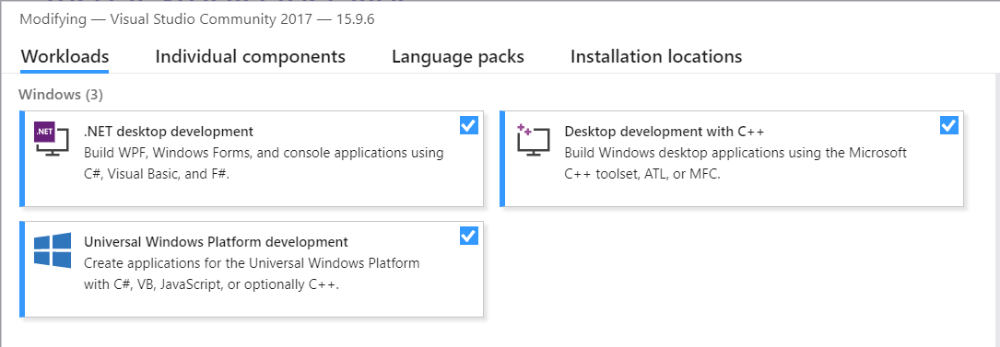 Modifying — Visual Studio Community 2017 — 15.9.6
Workloads Individual components Language packs Installation locations
Windows (3)
.NET
.NET desktop development
Build WPF, Windows Forms, and console applications using
C#, Visual Basic, and F#.
Desktop development with C++
Build Windows desktop applications using the Microsoft
C++ toolset, ATL, or MFC.
Universal Windows Platform development
Create applications for the Universal Windows Platform
with C#, VB, JavaScript, or optionally C++.